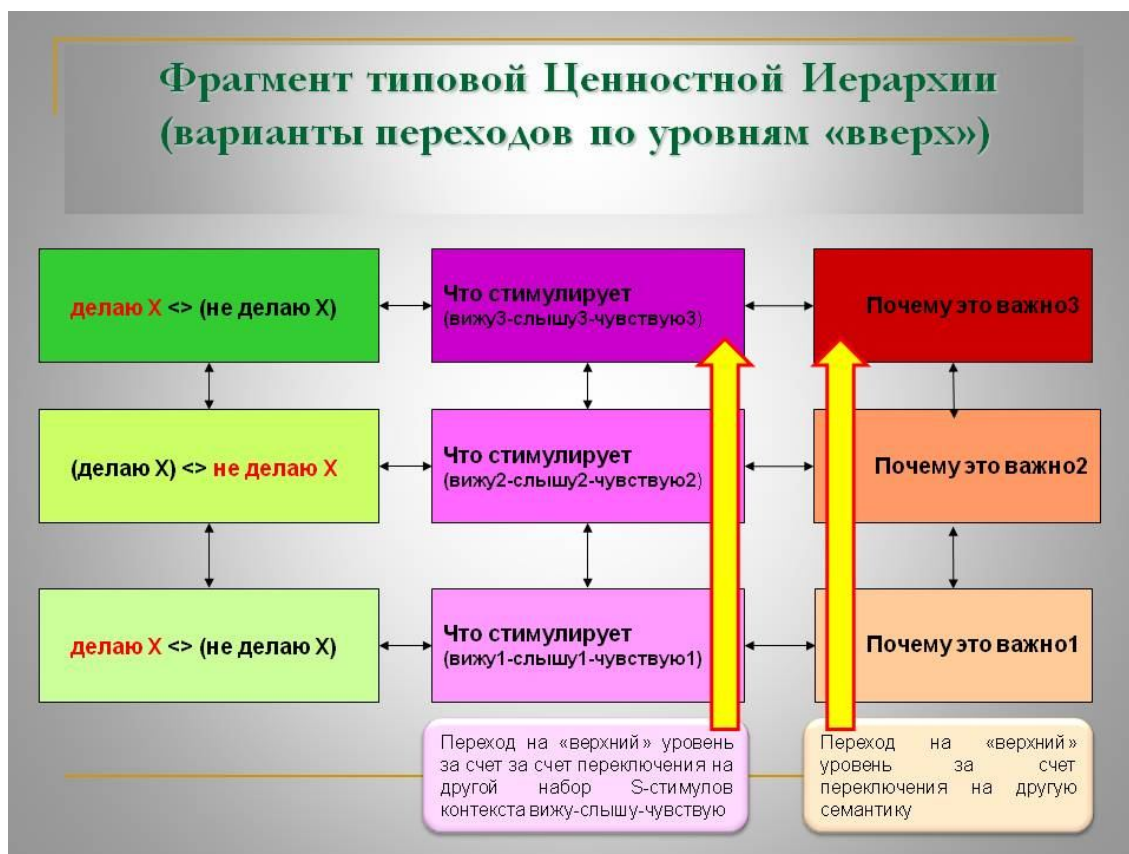 Фрагмент типовой Ценностной Иерархии
(варианты переходов по уровням «вверх»)
делаю X <> (не делаю X)
Что стимулирует
(вижу3-слышу3-чувствую3)
Почему это важно3
(делаю X) <> не делаю X
Что стимулирует
(вижу2-слышу2-чувствую2)
Почему это важно2
делаю X <> (не делаю X)
Что стимулирует
(вижу1-слышу1-чувствую1)
Почему это важно1
Переход на «верхний» уровень
за счет за счет переключения на
другой набор S-стимулов
контекста вижу-слышу-чувствую
Переход на «верхний»
уровень за счет
переключения на другую
семантику